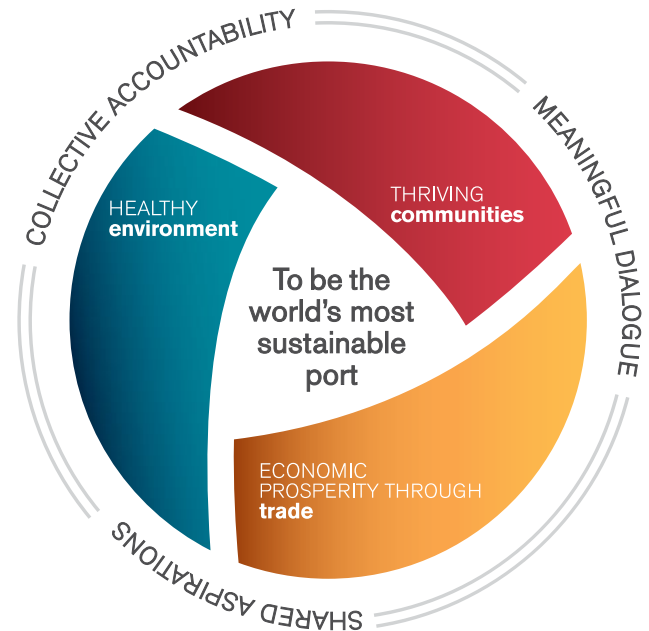 COLLECTIVE ACCOUNTABILITY
MEANINGFUL DIALOGUE
SHARED ASPIRATIONS
THRIVING
communities
HEALTHY
environment
To be the
world's most
sustainable
port
ECONOMIC
PROSPERITY THROUGH
trade